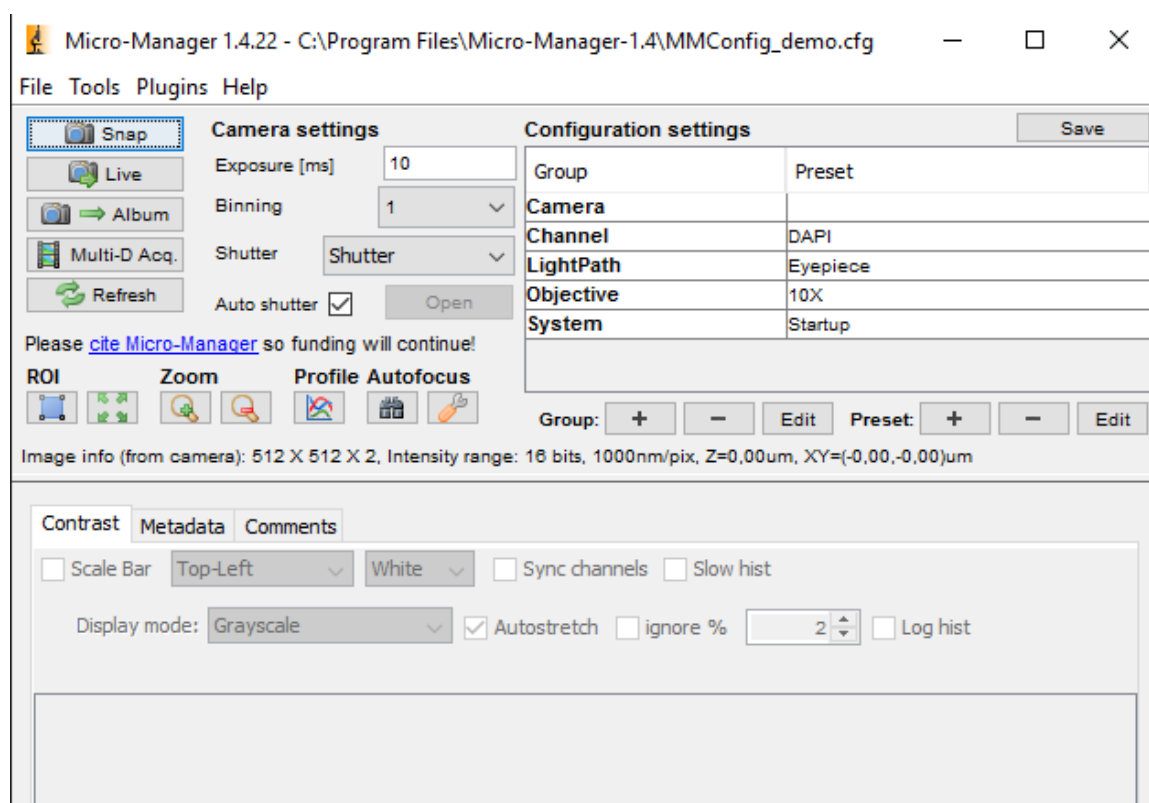 Micro-Manager 1.4.22 - C:\Program Files\Micro-Manager-1.4\MMConfig_demo.cfg
File Tools Plugins Help
Snap
Live
Album
Multi-D Acq.
Refresh
Camera settings
Exposure [ms] 10
Binning 1
Shutter Shutter
Auto shutter Open
Please cite Micro-Manager so funding will continue!
ROI Zoom Profile Autofocus
Configuration settings Save
Group Preset
Camera
Channel DAPI
LightPath Eyepiece
Objective 10X
System Startup
Group: + − Edit Preset: + − Edit
Image info (from camera): 512 X 512 X 2, Intensity range: 16 bits, 1000nm/pix, Z=0,00um, XY=(-0,00,-0,00)um
Contrast Metadata Comments
Scale Bar Top-Left White Sync channels Slow hist
Display mode: Grayscale Autostretch ignore % 2 Log hist